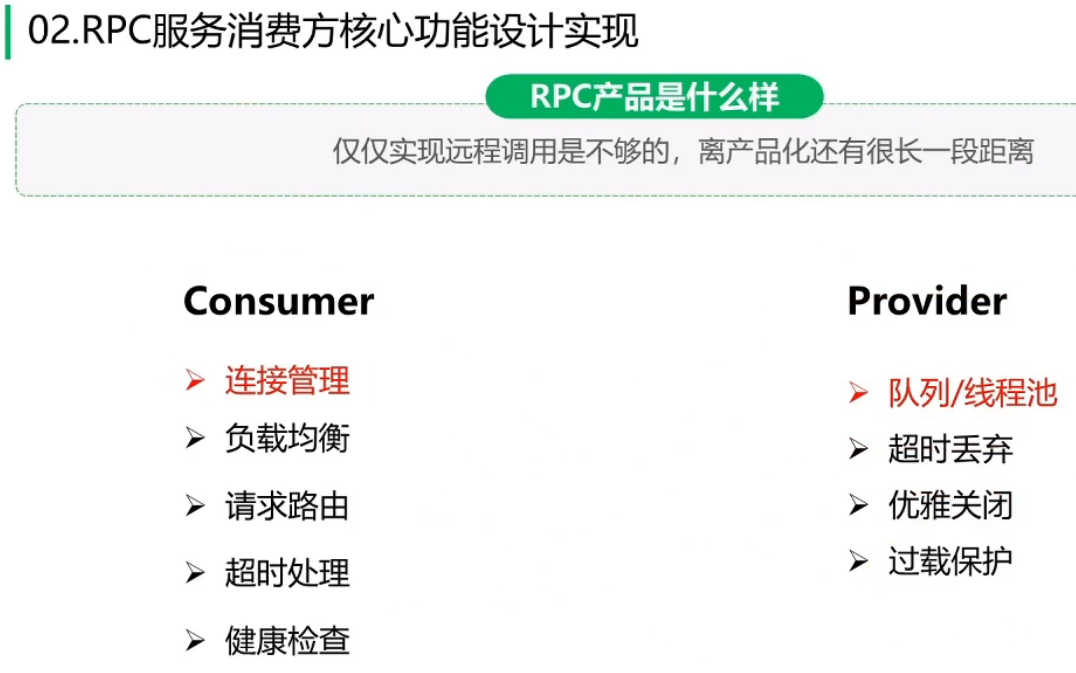 02.RPC服务消费方核心功能设计实现
RPC产品是什么样
仅仅实现远程调用是不够的，离产品化还有很长一段距离
Consumer
➢ 连接管理
➢ 负载均衡
➢ 请求路由
➢ 超时处理
➢ 健康检查
Provider
➢ 队列/线程池
➢ 超时丢弃
➢ 优雅关闭
➢ 过载保护